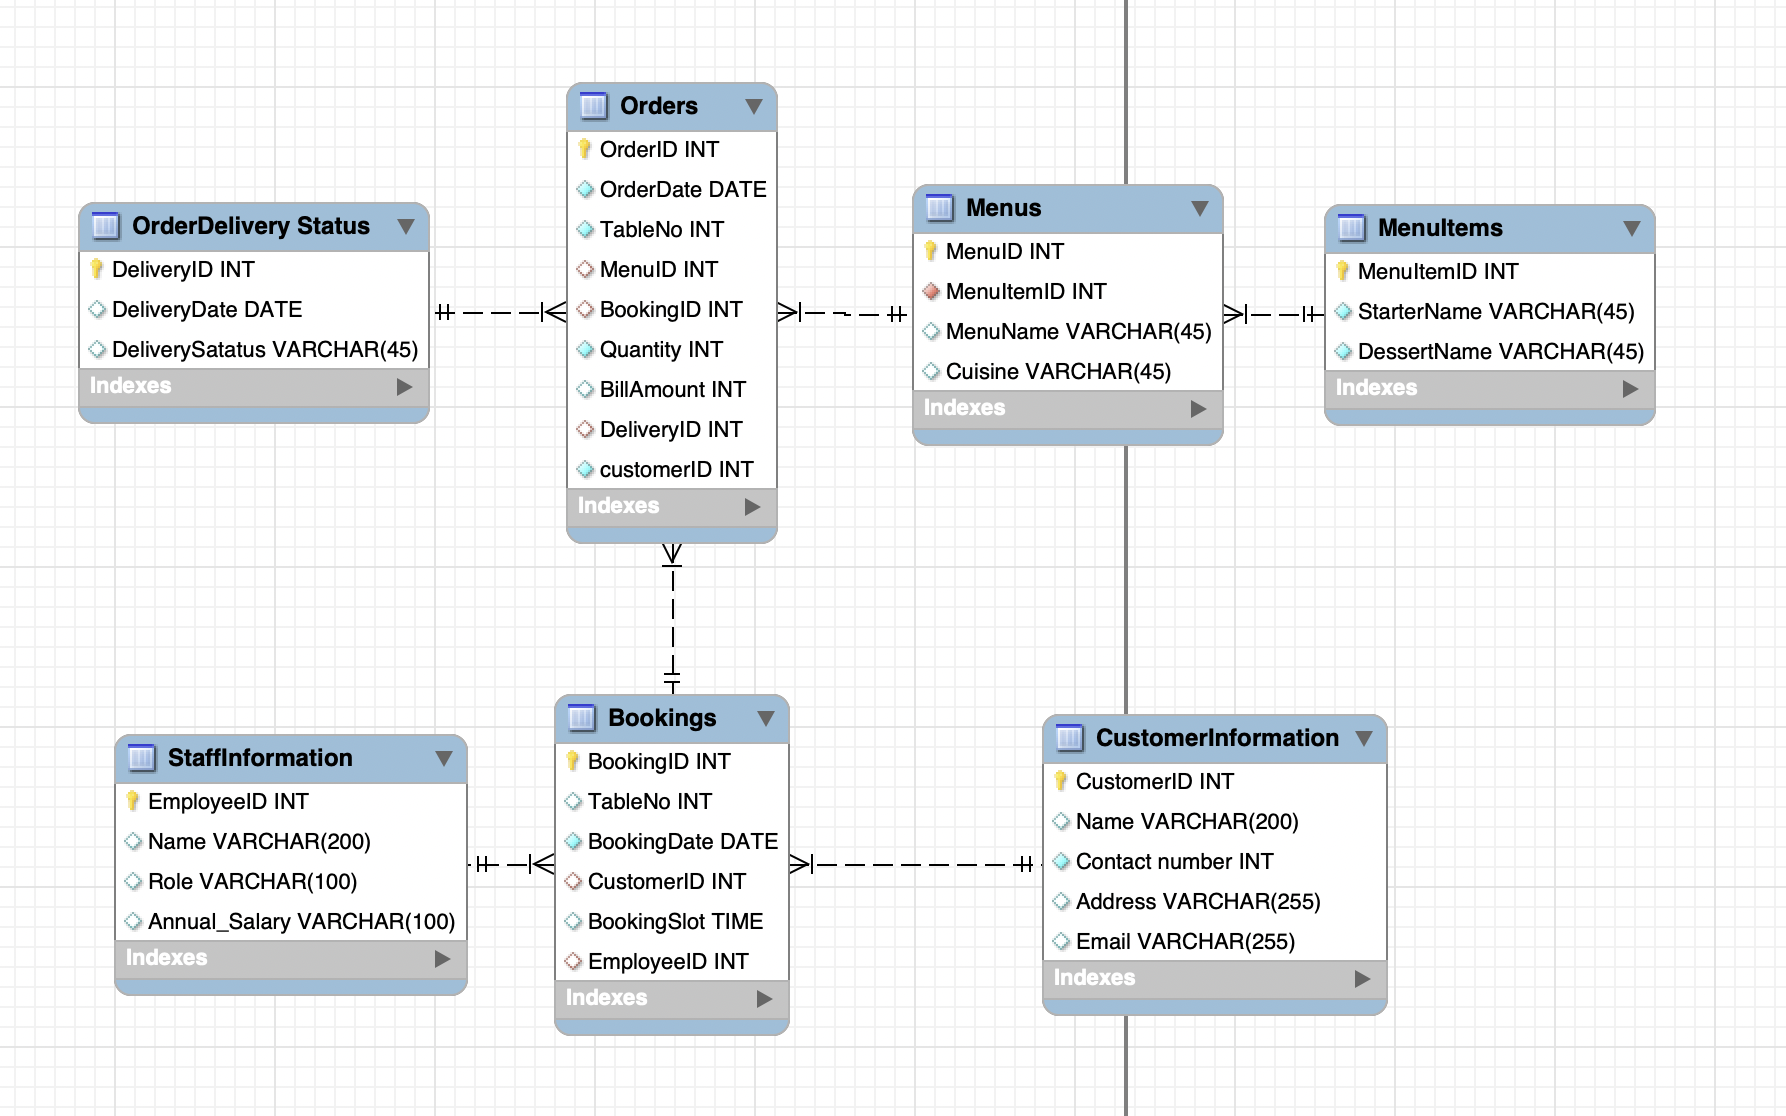 Orders
OrderID INT
OrderDate DATE
TableNo INT
MenuID INT
BookingID INT
Quantity INT
BillAmount INT
DeliveryID INT
customerID INT
Indexes
OrderDelivery Status
DeliveryID INT
DeliveryDate DATE
DeliverySatatus VARCHAR(45)
Indexes
Menus
MenuID INT
MenuItemID INT
MenuName VARCHAR(45)
Cuisine VARCHAR(45)
Indexes
MenuItems
MenuItemID INT
StarterName VARCHAR(45)
DessertName VARCHAR(45)
Indexes
StaffInformation
EmployeeID INT
Name VARCHAR(200)
Role VARCHAR(100)
Annual_Salary VARCHAR(100)
Indexes
Bookings
BookingID INT
TableNo INT
BookingDate DATE
CustomerID INT
BookingSlot TIME
EmployeeID INT
Indexes
CustomerInformation
CustomerID INT
Name VARCHAR(200)
Contact number INT
Address VARCHAR(255)
Email VARCHAR(255)
Indexes